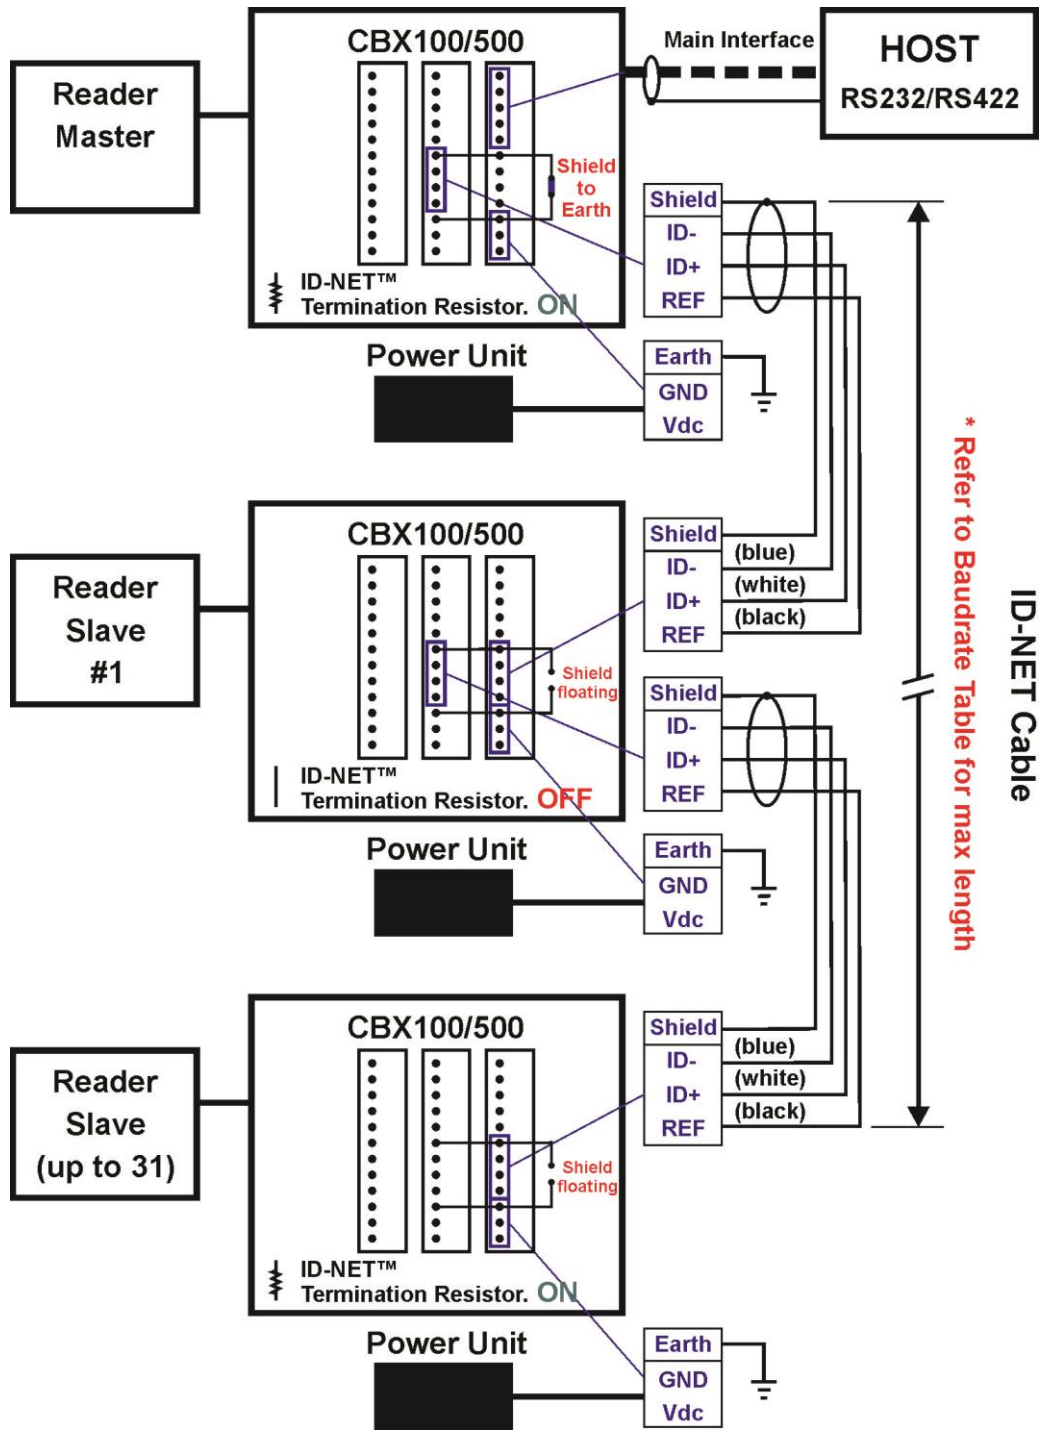 CBX100/500
Main Interface
HOST
RS232/RS422
Reader
Master
Shield
to
Earth
Shield
ID-
ID+
REF
ID-NET™
Termination Resistor. ON
Power Unit
Earth
GND
Vdc
CBX100/500
Reader
Slave
#1
Shield
ID-
ID+
REF
(blue)
(white)
(black)
Shield
floating
Shield
ID-
ID+
REF
ID-NET™
Termination Resistor. OFF
Power Unit
Earth
GND
Vdc
* Refer to Baudrate Table for max length
ID-NET Cable
CBX100/500
Reader
Slave
(up to 31)
Shield
ID-
ID+
REF
(blue)
(white)
(black)
Shield
floating
ID-NET™
Termination Resistor. ON
Power Unit
Earth
GND
Vdc